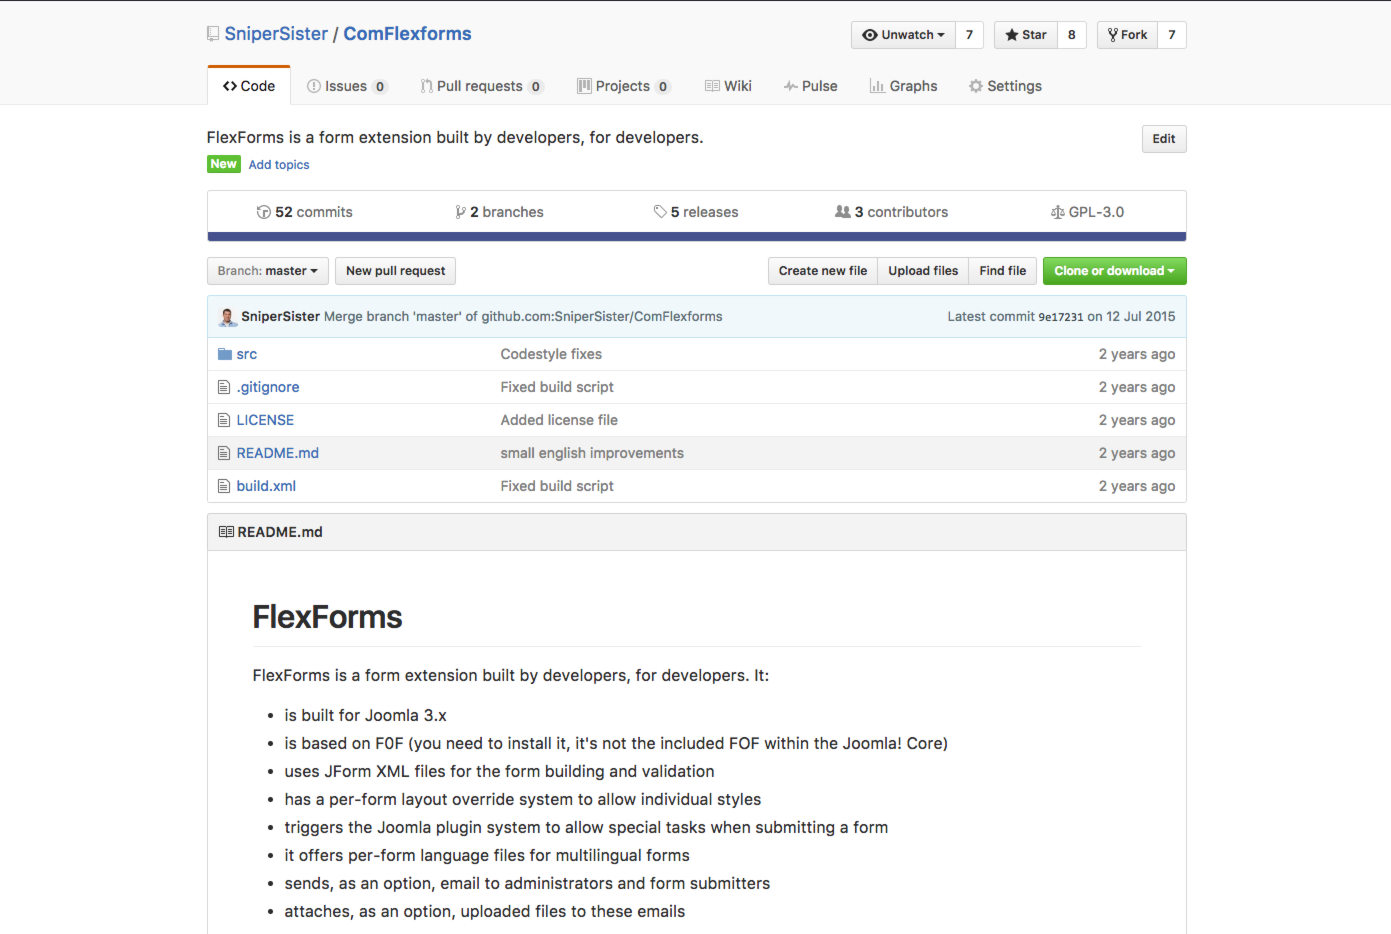 SniperSister / ComFlexforms
Unwatch 7 Star 8 Fork 7
Code Issues 0 Pull requests 0 Projects 0 Wiki Pulse Graphs Settings
FlexForms is a form extension built by developers, for developers.
Edit
New Add topics
52 commits 2 branches 5 releases 3 contributors GPL-3.0
Branch: master New pull request Create new file Upload files Find file Clone or download
SniperSister Merge branch 'master' of github.com:SniperSister/ComFlexforms Latest commit 9e17231 on 12 Jul 2015
src Codestyle fixes 2 years ago
.gitignore Fixed build script 2 years ago
LICENSE Added license file 2 years ago
README.md small english improvements 2 years ago
build.xml Fixed build script 2 years ago
README.md
FlexForms
FlexForms is a form extension built by developers, for developers. It:
• is built for Joomla 3.x
• is based on F0F (you need to install it, it's not the included FOF within the Joomla! Core)
• uses JForm XML files for the form building and validation
• has a per-form layout override system to allow individual styles
• triggers the Joomla plugin system to allow special tasks when submitting a form
• it offers per-form language files for multilingual forms
• sends, as an option, email to administrators and form submitters
• attaches, as an option, uploaded files to these emails